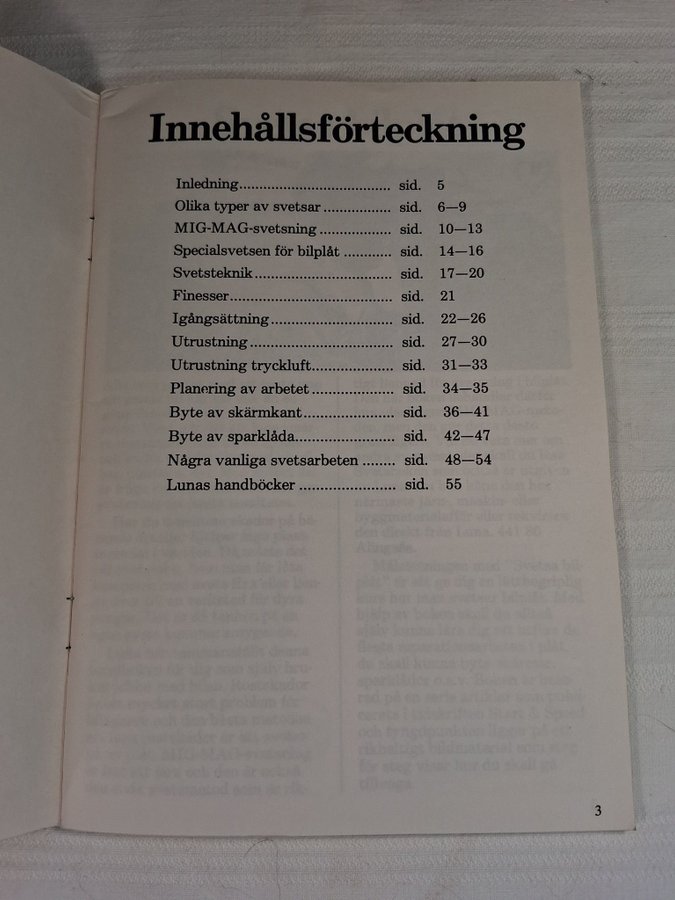 Innehållsförteckning
Inledning...................................... sid. 5
Olika typer av svetsar................. sid. 6—9
MIG-MAG-svetsning.................. sid. 10—13
Specialsvetsen för bilplåt............ sid. 14—16
Svetsteknik.................................. sid. 17—20
Finesser........................................ sid. 21
Igångsättning.............................. sid. 22—26
Utrustning.................................... sid. 27—30
Utrustning tryckluft.................... sid. 31—33
Planering av arbetet.................... sid. 34—35
Byte av skärmkant...................... sid. 36—41
Byte av sparklåda........................ sid. 42—47
Några vanliga svetsarbeten........ sid. 48—54
Lunas handböcker........................ sid. 55
3